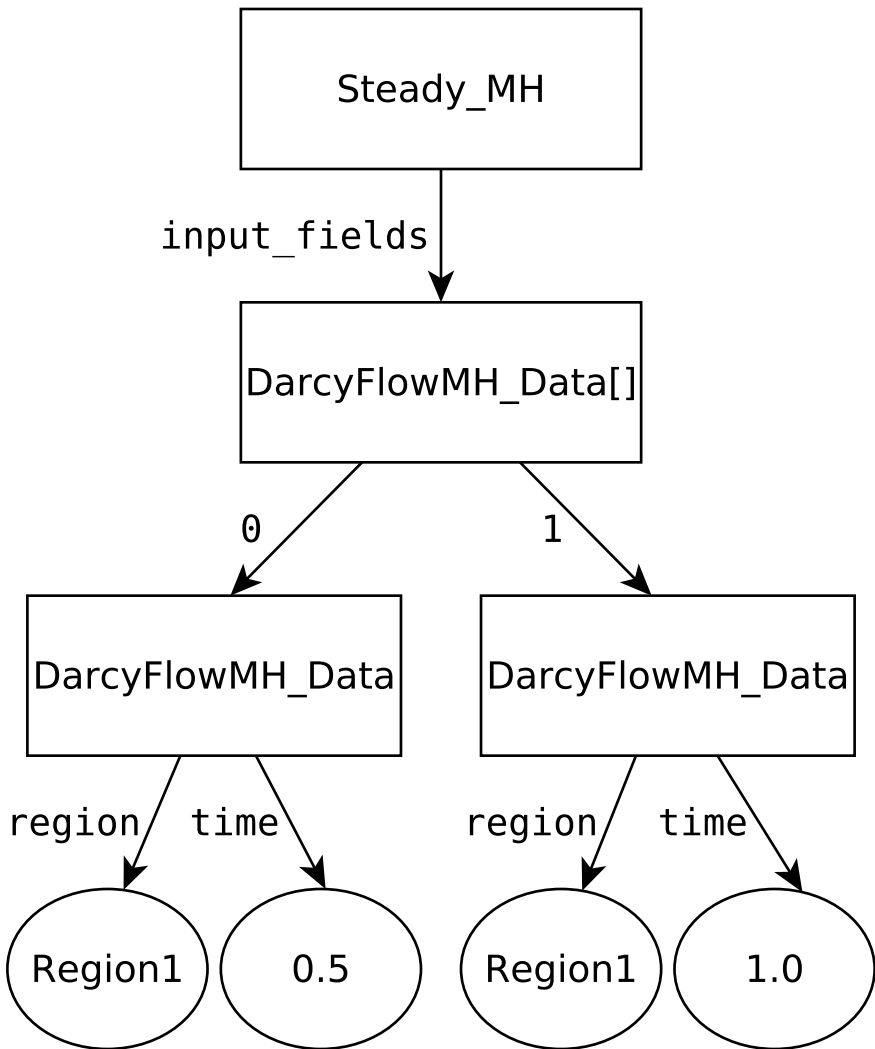 Steady_MH
input_fields
DarcyFlowMH_Data[]
0
1
DarcyFlowMH_Data
DarcyFlowMH_Data
region
time
region
time
Region1
0.5
Region1
1.0